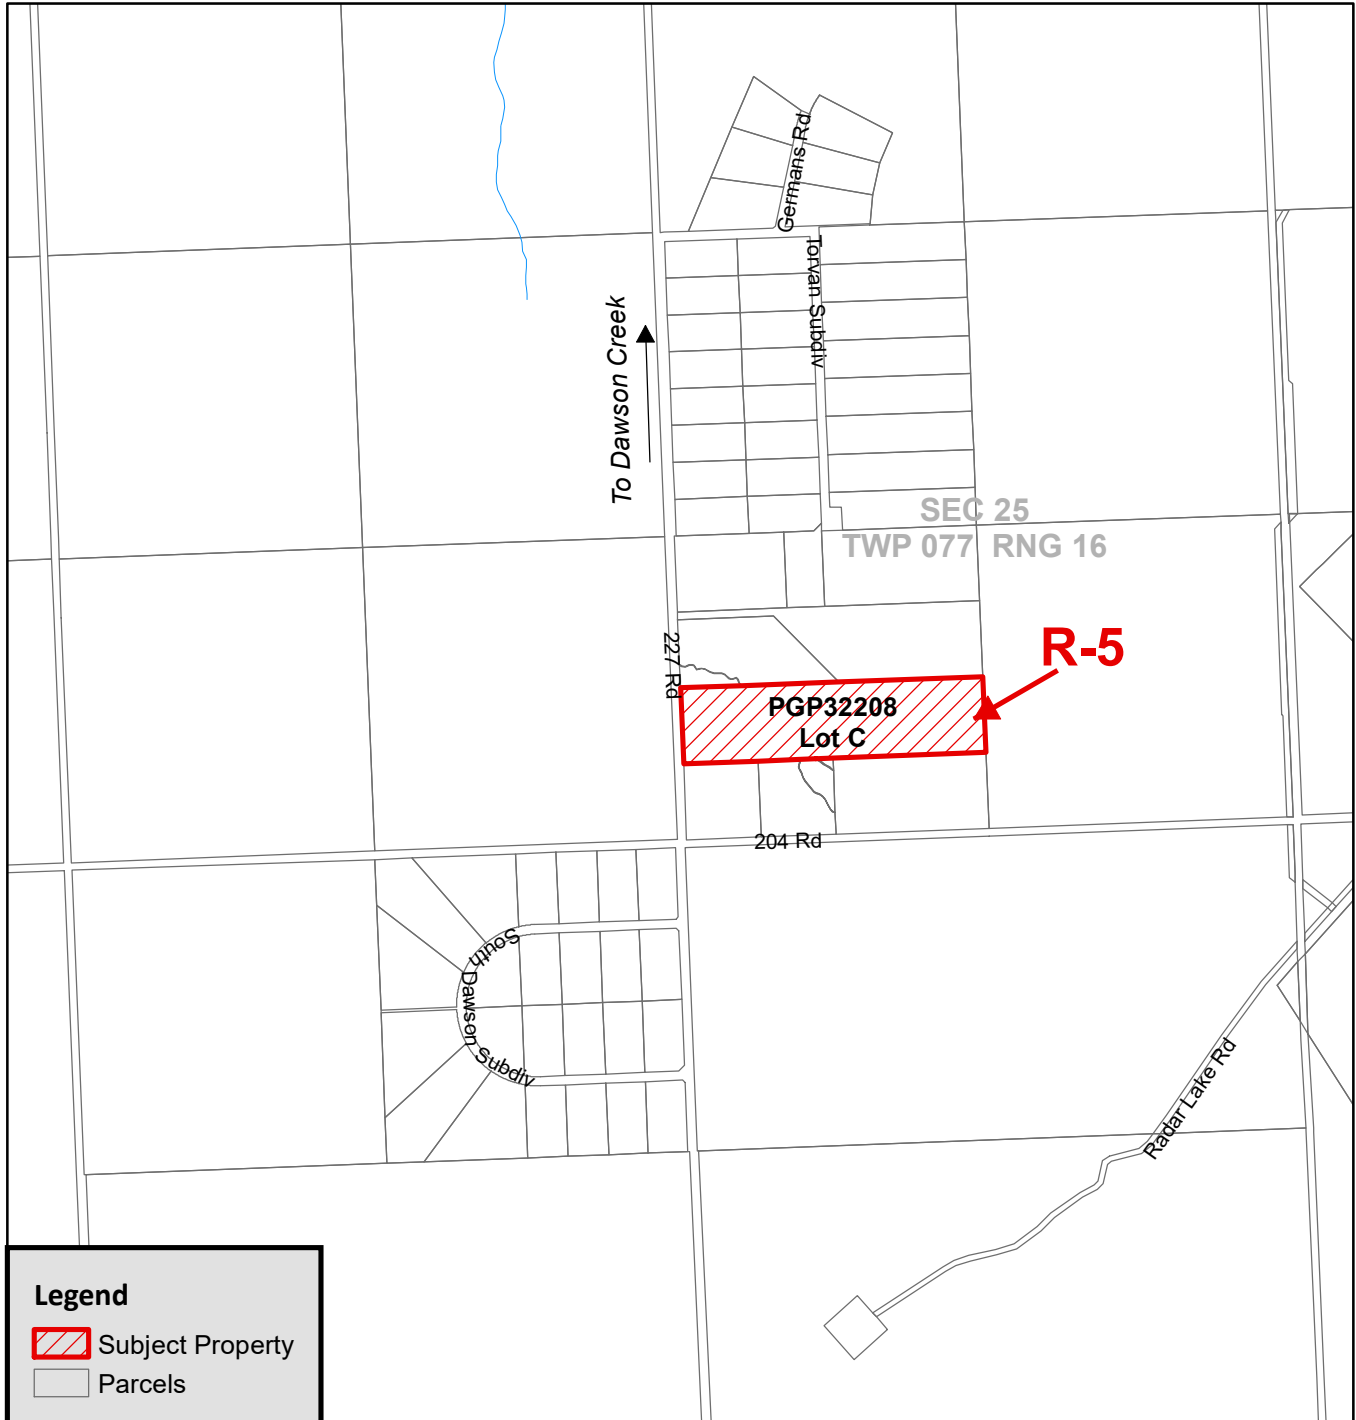 Germans Rd
Torvan Subdiv
To Dawson Creek
SEC 25
TWP 077 RNG 16
227 Rd
R-5
PGP32208
Lot C
204 Rd
South Dawson Subdiv
Radar Lake Rd
Legend
Subject Property
Parcels